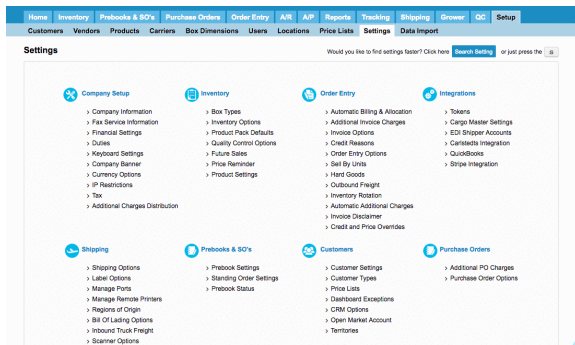 Home Inventory Prebooks & SO's Purchase Orders Order Entry A/R A/P Reports Tracking Shipping Grower QC Setup
Customers Vendors Products Carriers Box Dimensions Users Locations Price Lists Settings Data Import
Settings
Would you like to find settings faster? Click here Search Setting or just press the S
Company Setup
> Company Information
> Fax Service Information
> Financial Settings
> Duties
> Keyboard Settings
> Company Banner
> Currency Options
> IP Restrictions
> Tax
> Additional Charges Distribution
Inventory
> Box Types
> Inventory Options
> Product Pack Defaults
> Quality Control Options
> Future Sales
> Price Reminder
> Product Settings
Order Entry
> Automatic Billing & Allocation
> Additional Invoice Charges
> Invoice Options
> Credit Reasons
> Order Entry Options
> Sell By Units
> Hard Goods
> Outbound Freight
> Inventory Rotation
> Automatic Additional Charges
> Invoice Disclaimer
> Credit and Price Overrides
Integrations
> Tokens
> Cargo Master Settings
> EDI Shipper Accounts
> Carlstedts Integration
> QuickBooks
> Stripe Integration
Shipping
> Shipping Options
> Label Options
> Manage Ports
> Manage Remote Printers
> Regions of Origin
> Bill Of Lading Options
> Inbound Truck Freight
> Scanner Options
Prebooks & SO's
> Prebook Settings
> Standing Order Settings
> Prebook Status
Customers
> Customer Settings
> Customer Types
> Price Lists
> Dashboard Exceptions
> CRM Options
> Open Market Account
> Territories
Purchase Orders
> Additional PO Charges
> Purchase Order Options